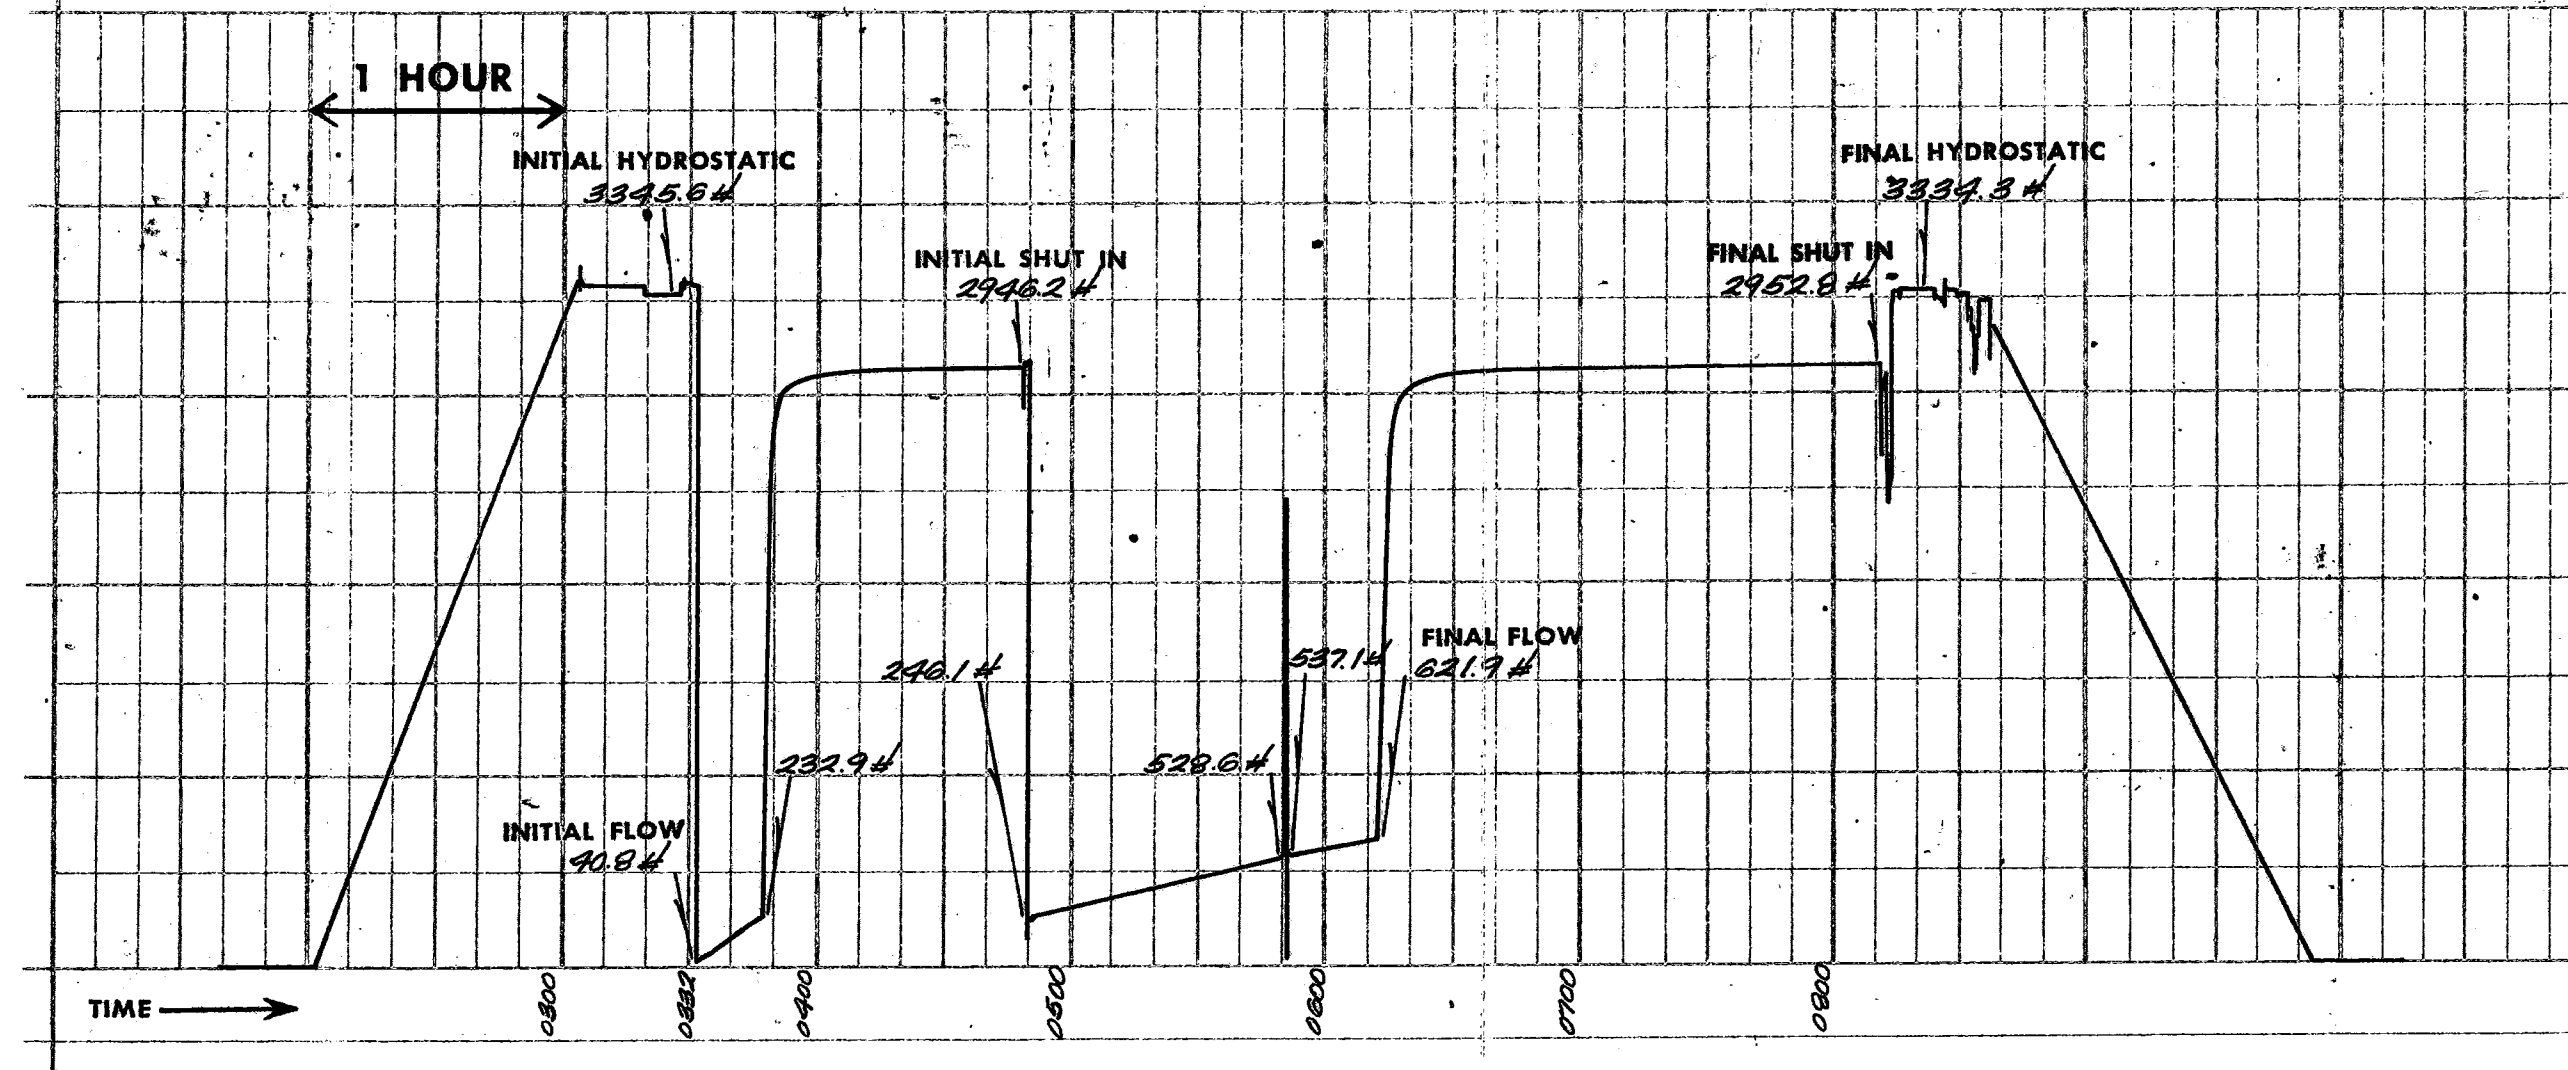 1 HOUR
INITIAL HYDROSTATIC
3345.6 #
FINAL HYDROSTATIC
3334.3 #
INITIAL SHUT IN
2946.2 #
FINAL SHUT IN
2952.8 #
246.1 #
537.1 #
FINAL FLOW
621.9 #
232.9 #
528.6 #
INITIAL FLOW
40.8 #
0300
0332
0400
0500
0600
0700
0800
TIME